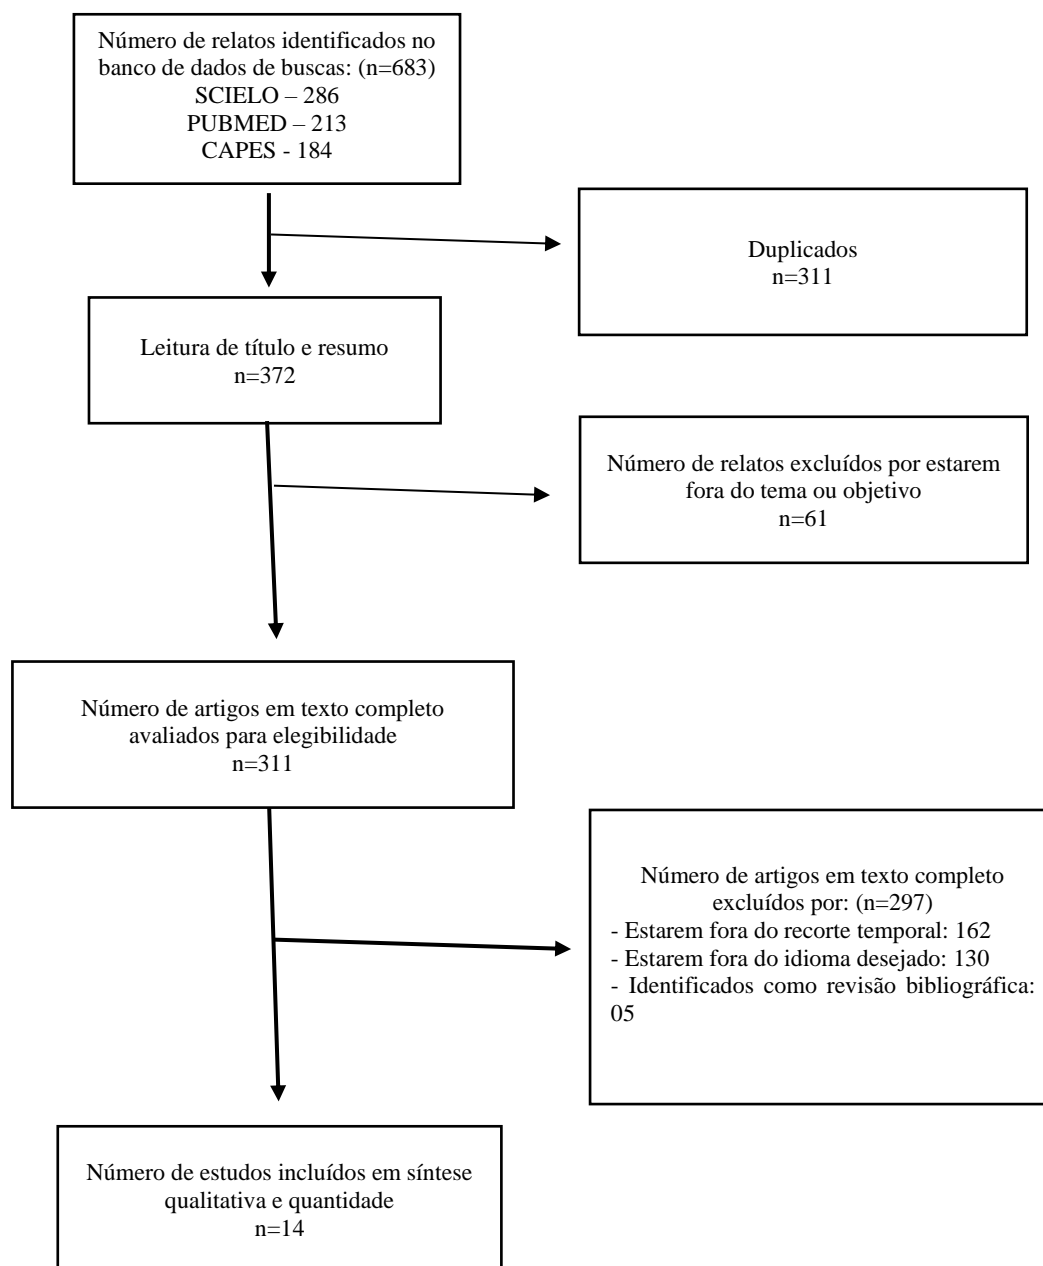 Número de relatos identificados no
banco de dados de buscas: (n=683)
SCIELO – 286
PUBMED – 213
CAPES - 184
Duplicados
n=311
Leitura de título e resumo
n=372
Número de relatos excluídos por estarem
fora do tema ou objetivo
n=61
Número de artigos em texto completo
avaliados para elegibilidade
n=311
Número de artigos em texto completo
excluídos por: (n=297)
- Estarem fora do recorte temporal: 162
- Estarem fora do idioma desejado: 130
- Identificados como revisão bibliográfica:
05
Número de estudos incluídos em síntese
qualitativa e quantidade
n=14